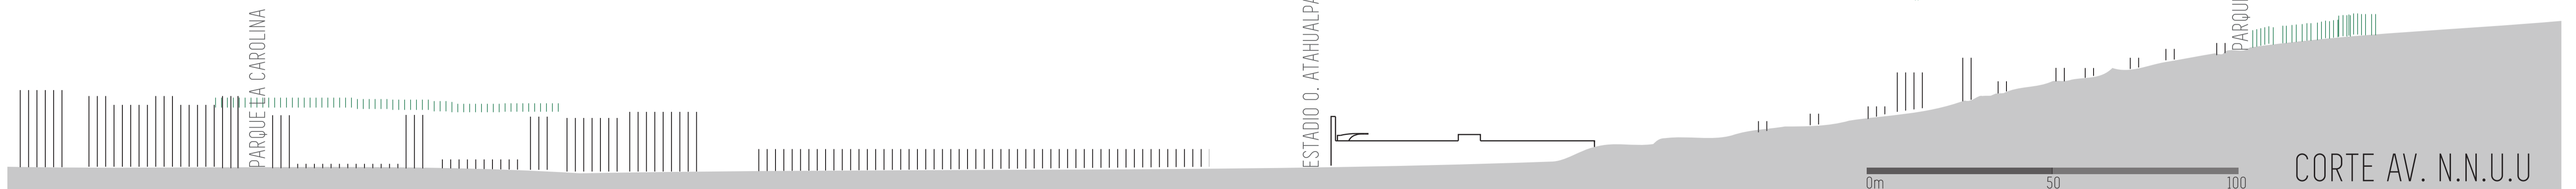 PARQUE LA CAROLINA
ESTADIO O. ATAHUALPA
0m 50 100
CORTE AV. N.N.U.U